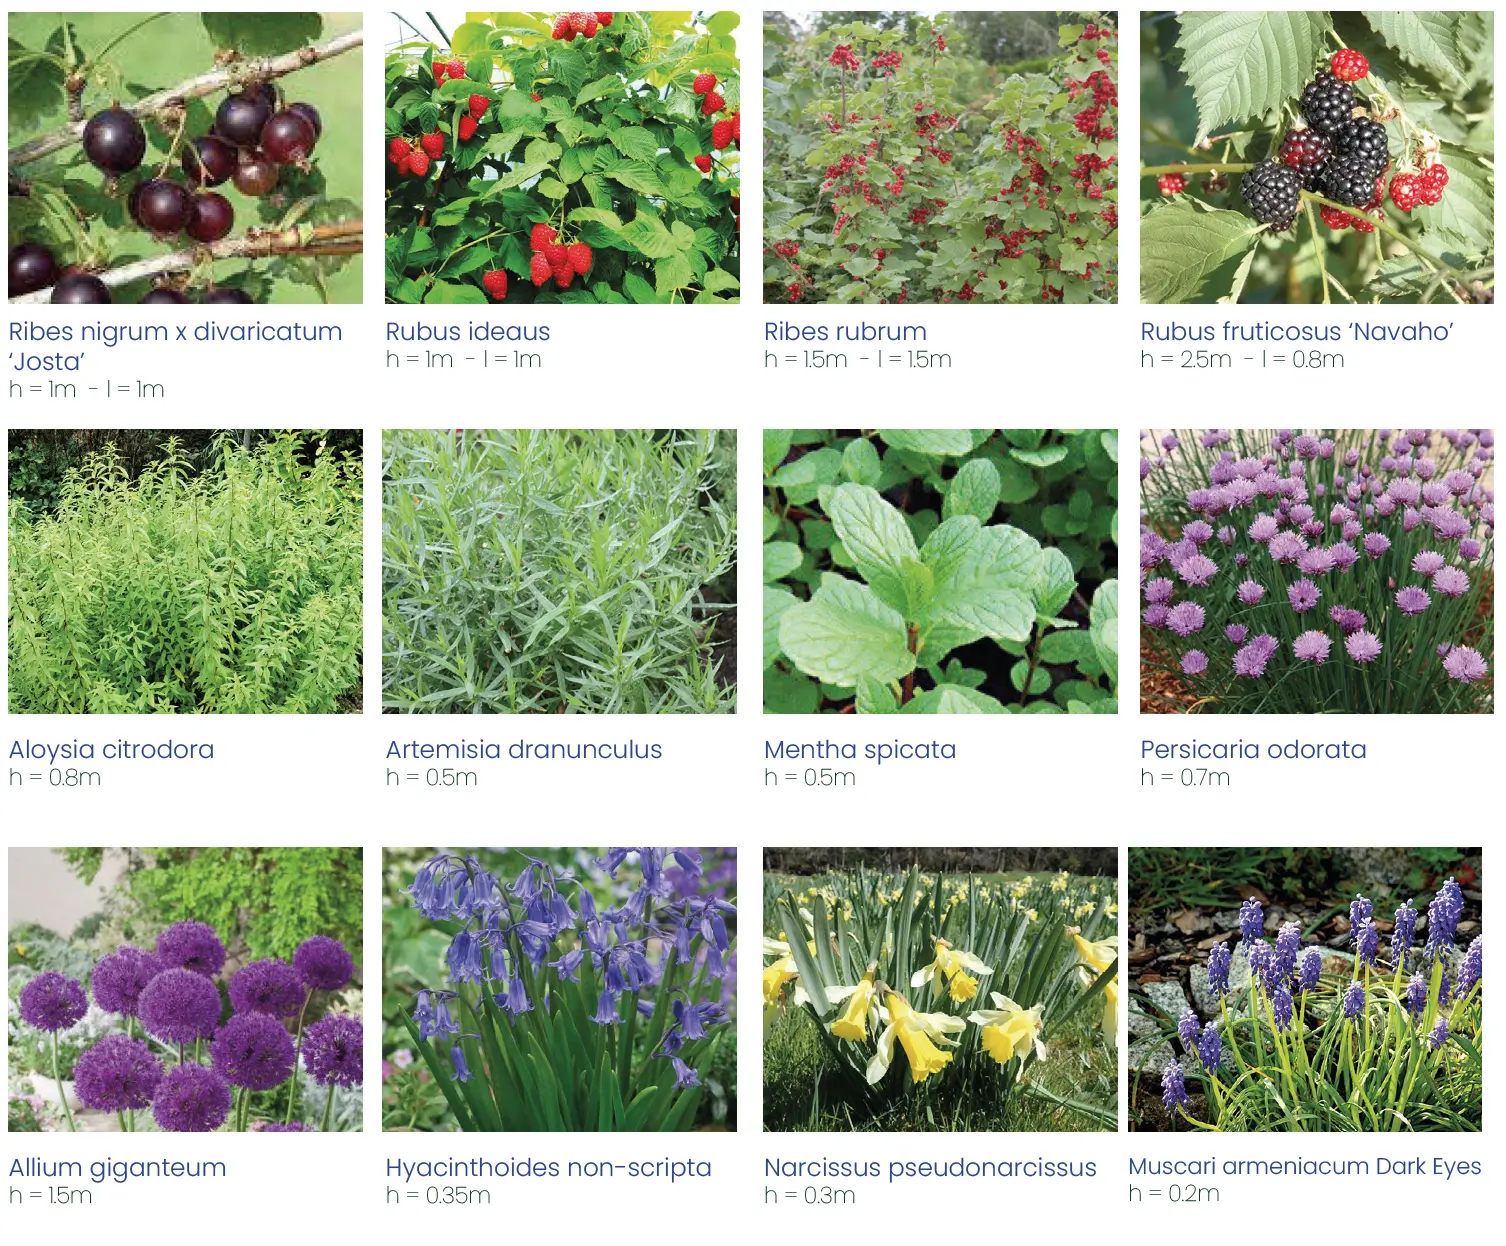 Ribes nigrum x divaricatum
‘Josta’
h = 1m - l = 1m
Rubus ideaus
h = 1m - l = 1m
Ribes rubrum
h = 1.5m - l = 1.5m
Rubus fruticosus ‘Navaho’
h = 2.5m - l = 0.8m
Aloysia citrodora
h = 0.8m
Artemisia dranunculus
h = 0.5m
Mentha spicata
h = 0.5m
Persicaria odorata
h = 0.7m
Allium giganteum
h = 1.5m
Hyacinthoides non-scripta
h = 0.35m
Narcissus pseudonarcissus
h = 0.3m
Muscari armeniacum Dark Eyes
h = 0.2m